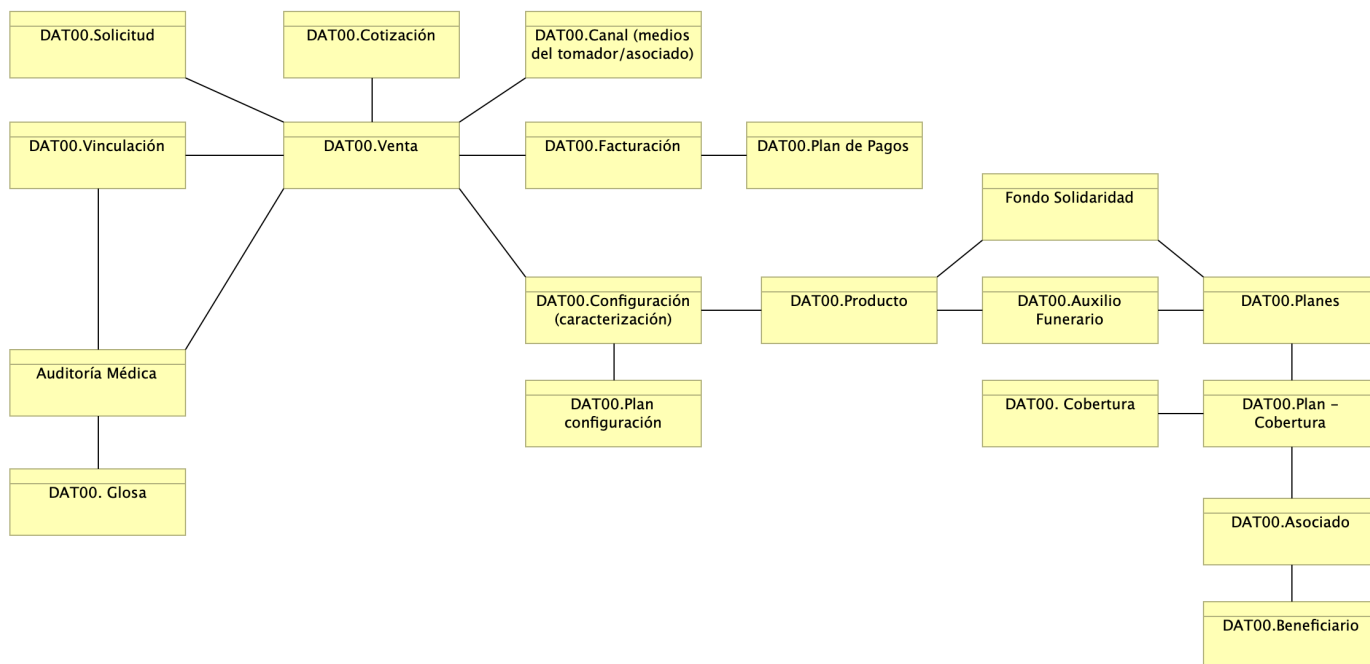 DAT00.Solicitud
DAT00.Cotización
DAT00.Canal (medios
del tomador/asociado)
DAT00.Vinculación
DAT00.Venta
DAT00.Facturación
DAT00.Plan de Pagos
Fondo Solidaridad
DAT00.Configuración
(caracterización)
DAT00.Producto
DAT00.Auxilio
Funerario
DAT00.Planes
Auditoría Médica
DAT00.Plan
configuración
DAT00. Cobertura
DAT00.Plan -
Cobertura
DAT00. Glosa
DAT00.Asociado
DAT00.Beneficiario